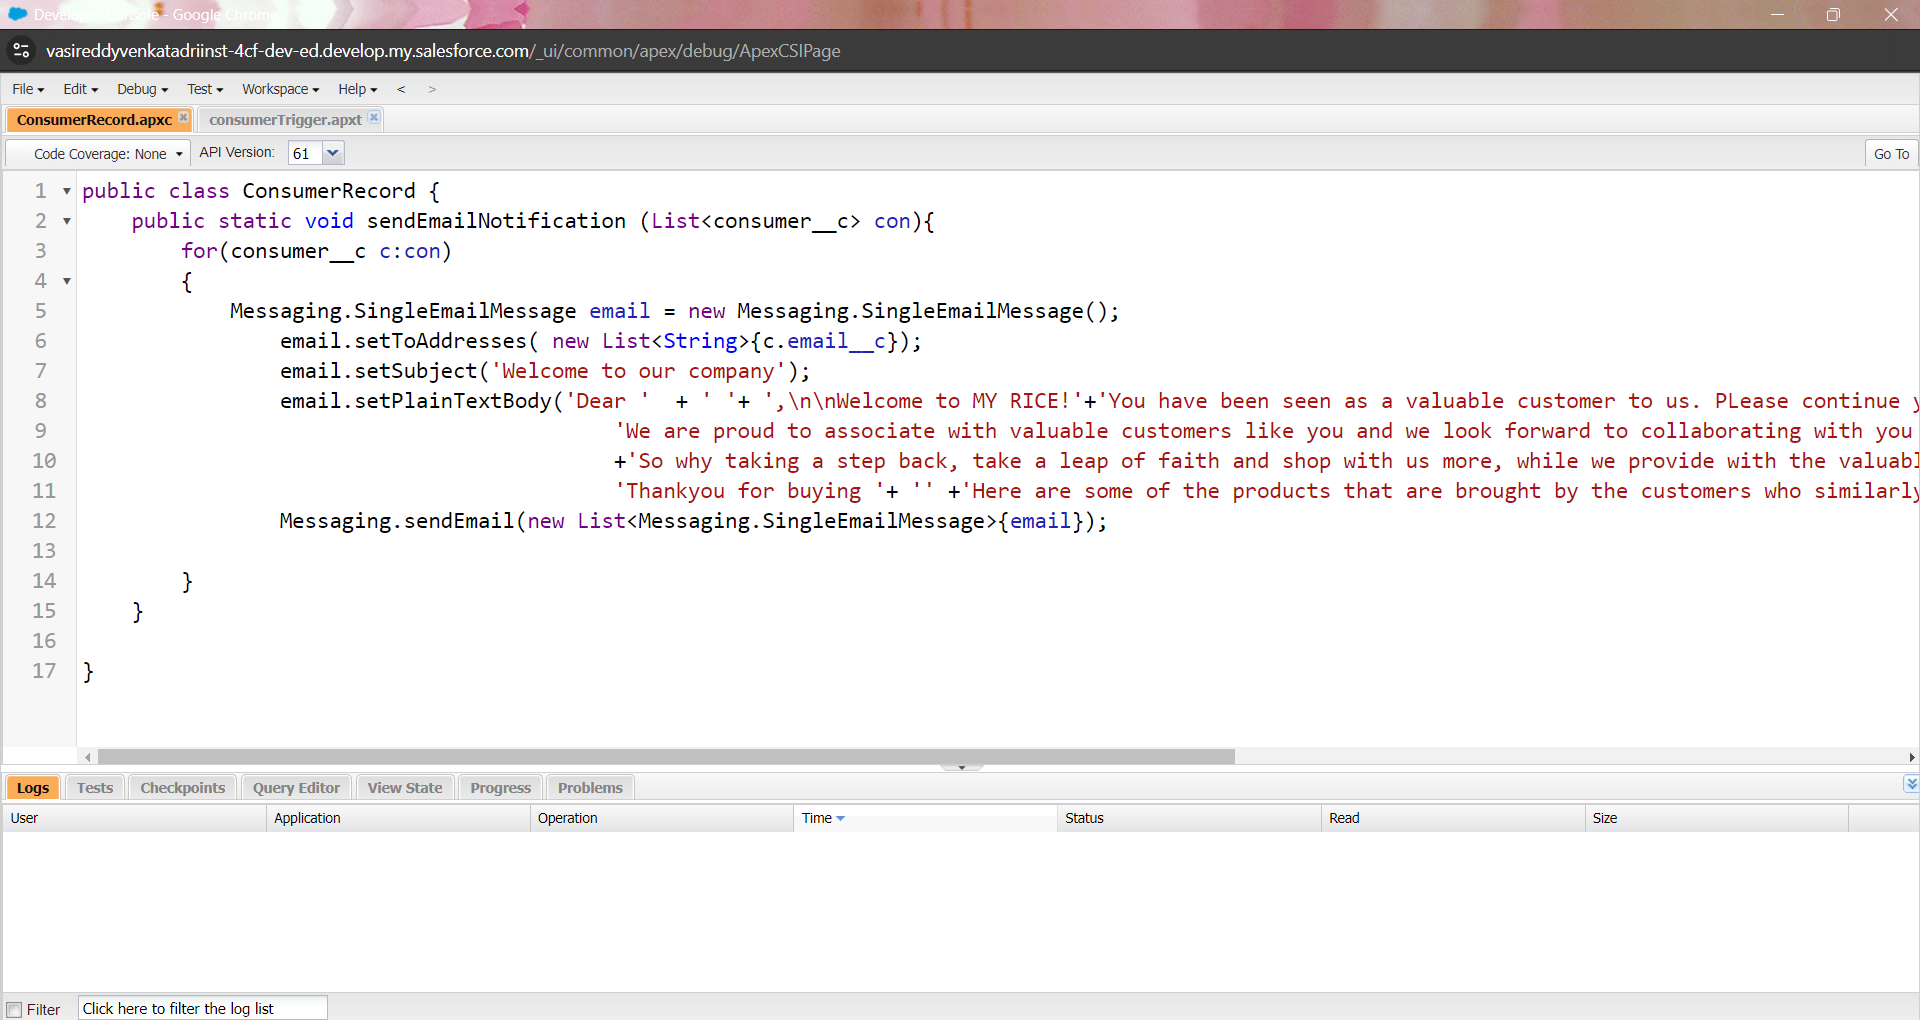 Developer Console - Google Chrome
vasireddyvenkatadriinst-4cf-dev-ed.develop.my.salesforce.com/_ui/common/apex/debug/ApexCSIPage
File Edit Debug Test Workspace Help < >
ConsumerRecord.apxc consumerTrigger.apxt
Code Coverage: None API Version: 61 Go To
1 public class ConsumerRecord {
2 public static void sendEmailNotification (List<consumer__c> con){
3 for(consumer__c c:con)
4 {
5 Messaging.SingleEmailMessage email = new Messaging.SingleEmailMessage();
6 email.setToAddresses( new List<String>{c.email__c});
7 email.setSubject('Welcome to our company');
8 email.setPlainTextBody('Dear ' + ' '+ ',\n\nWelcome to MY RICE!'+'You have been seen as a valuable customer to us. PLease continue
9 'We are proud to associate with valuable customers like you and we look forward to collaborating with you
10 +'So why taking a step back, take a leap of faith and shop with us more, while we provide with the
11 'Thankyou for buying '+ '' +'Here are some of the products that are brought by the customers who
12 Messaging.sendEmail(new List<Messaging.SingleEmailMessage>{email});
13
14 }
15 }
16
17 }
Logs Tests Checkpoints Query Editor View State Progress Problems
User Application Operation Time Status Read Size
Filter Click here to filter the log list